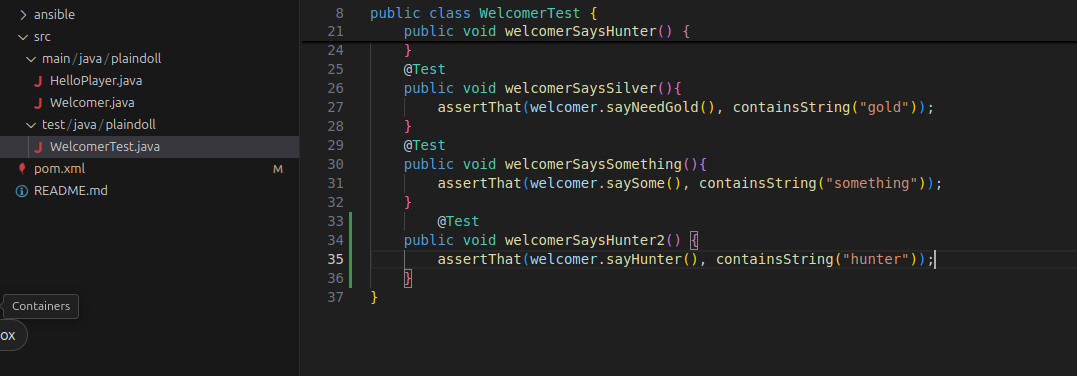 ansible
src
main/java/plaindoll
J HelloPlayer.java
J Welcomer.java
test/java/plaindoll
J WelcomerTest.java
pom.xml M
README.md
Containers
ox
8 public class WelcomerTest {
21 public void welcomerSaysHunter() {
24 }
25 @Test
26 public void welcomerSaysSilver(){
27 assertThat(welcomer.sayNeedGold(), containsString("gold"));
28 }
29 @Test
30 public void welcomerSaysSomething(){
31 assertThat(welcomer.saySome(), containsString("something"));
32 }
33 @Test
34 public void welcomerSaysHunter2() {
35 assertThat(welcomer.sayHunter(), containsString("hunter"));
36 }
37 }